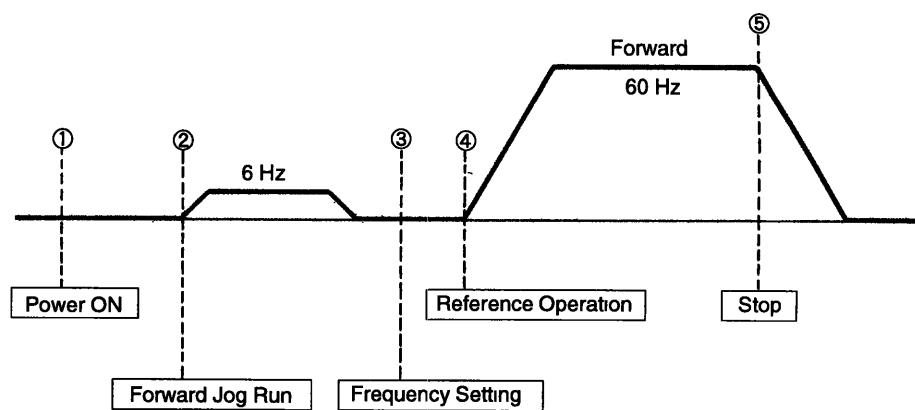 ⑤
Forward
60 Hz
① ② ③ ④
6 Hz
Power ON
Reference Operation
Stop
Forward Jog Run
Frequency Setting